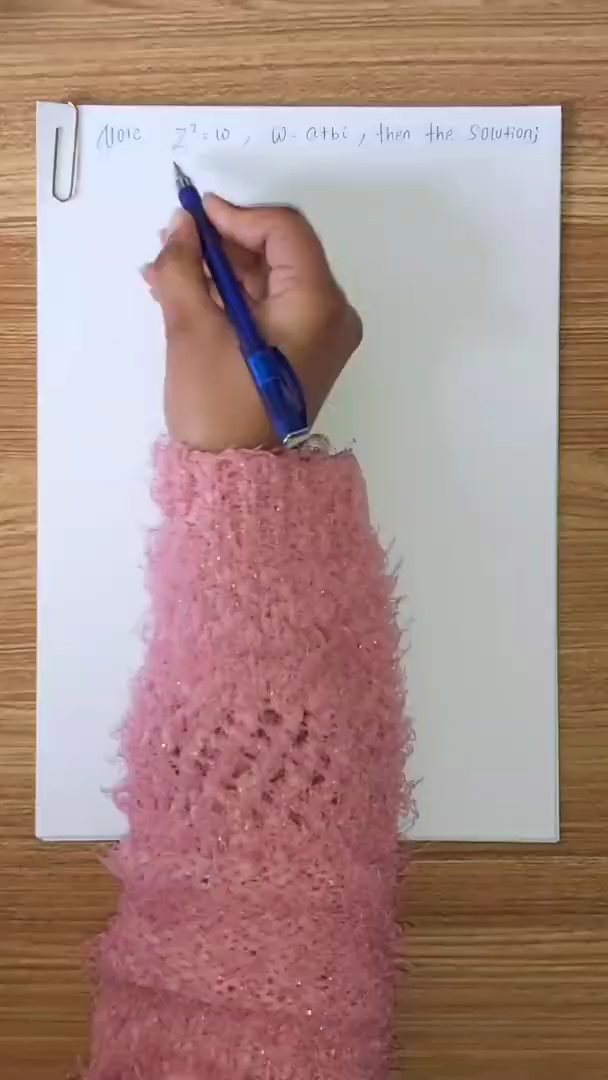 Note Z² = w , w = a+bi , then the solution;